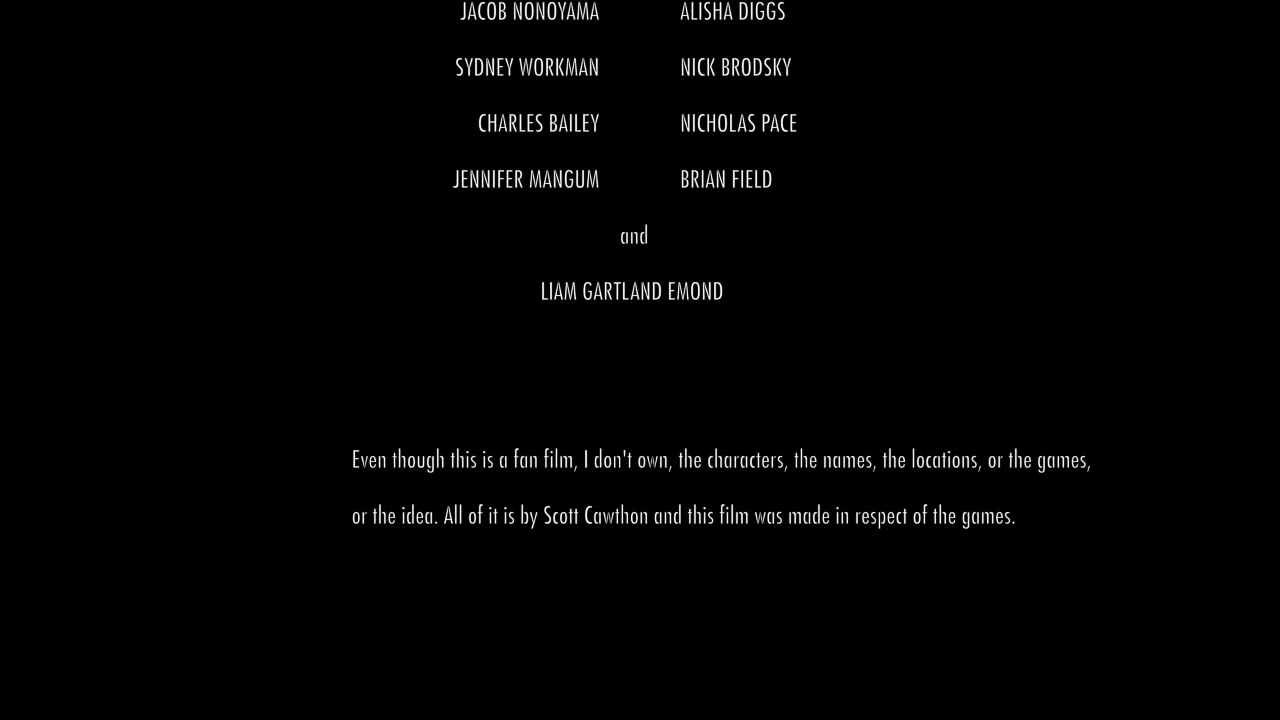 JACOB NONOYAMA ALISHA DIGGS
SYDNEY WORKMAN NICK BRODSKY
CHARLES BAILEY NICHOLAS PACE
JENNIFER MANGUM BRIAN FIELD
and
LIAM GARTLAND EMOND
Even though this is a fan film, I don't own, the characters, the names, the locations, or the games,
or the idea. All of it is by Scott Cawthon and this film was made in respect of the games.